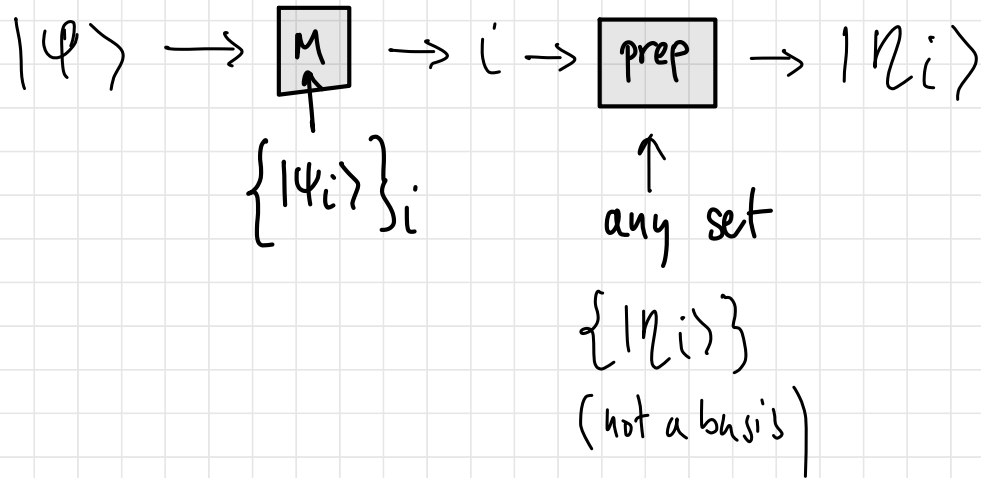 |ψ⟩ → M → i → prep → |η_i⟩
{|ψ_i⟩}_i
any set
{|η_i⟩}
(not a basis)